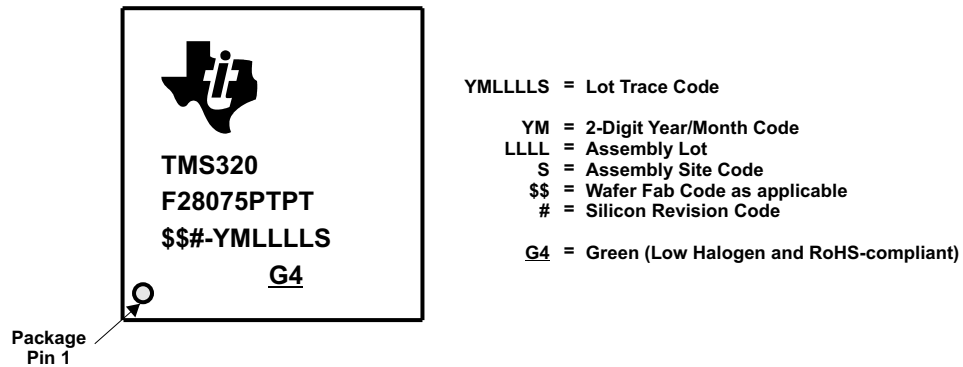 ti
TMS320
F28075PTPT
$$#-YMLLLLS
G4
Package
Pin 1
YMLLLLS = Lot Trace Code
YM = 2-Digit Year/Month Code
LLLL = Assembly Lot
S = Assembly Site Code
$$ = Wafer Fab Code as applicable
# = Silicon Revision Code
G4 = Green (Low Halogen and RoHS-compliant)